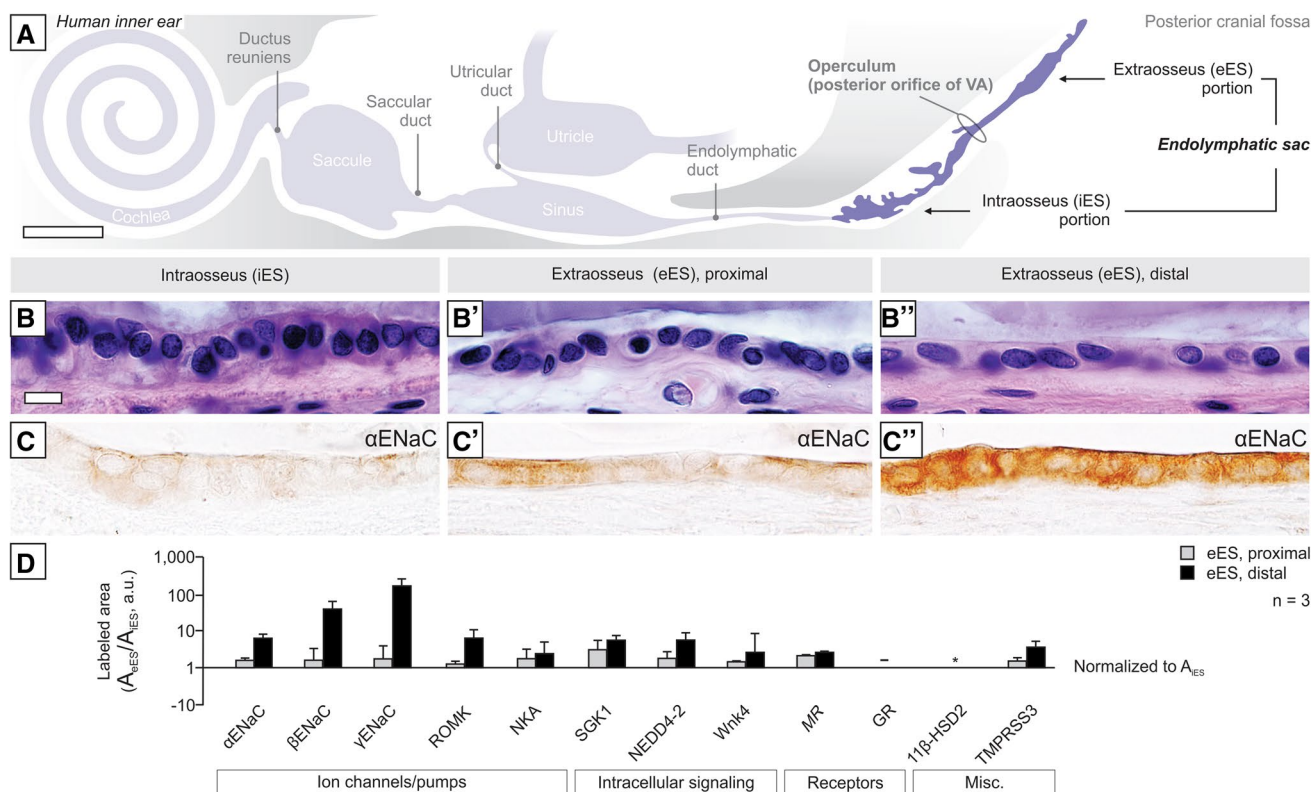 A
Human inner ear
Ductus
reuniens
Saccular
duct
Utricular
duct
Operculum
(posterior orifice of VA)
Posterior cranial fossa
Extraosseus (eES)
portion
Endolymphatic sac
Endolymphatic
duct
Intraosseus (iES)
portion
Saccule
Utricle
Sinus
Cochlea
Intraosseus (iES)
Extraosseus (eES), proximal
Extraosseus (eES), distal
B
B'
B''
C
αENaC
C'
αENaC
C''
αENaC
D
Labeled area
(AeES/AiES, a.u.)
1,000
100
10
1
-10
eES, proximal
eES, distal
n = 3
Normalized to AiES
*
αENaC
βENaC
γENaC
ROMK
NKA
SGK1
NEDD4-2
Wnk4
MR
GR
11β-HSD2
TMPRSS3
Ion channels/pumps
Intracellular signaling
Receptors
Misc.